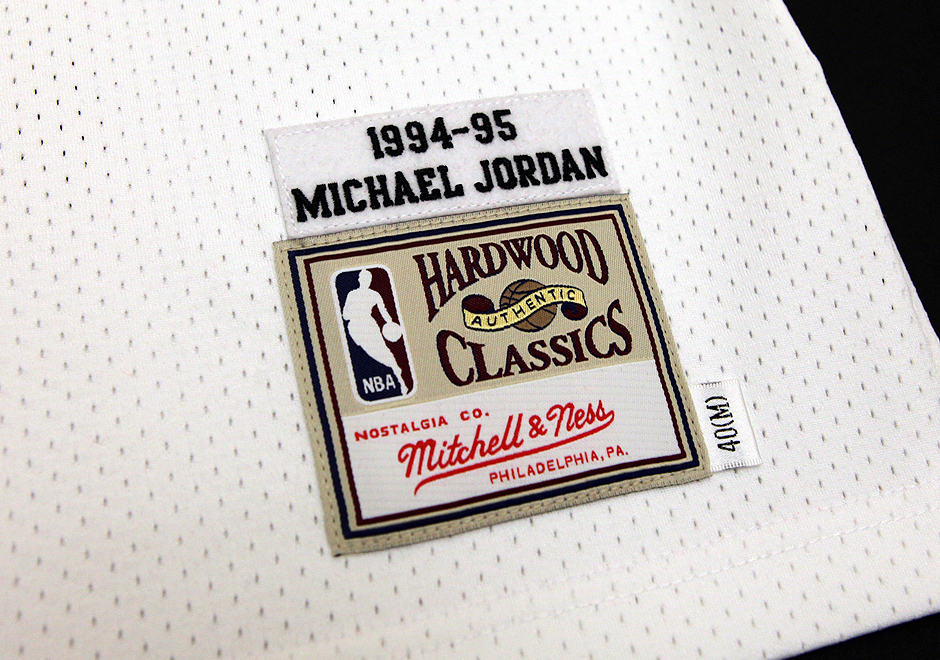 1994-95
MICHAEL JORDAN
HARDWOOD
AUTHENTIC
CLASSICS
NBA
NOSTALGIA CO.
Mitchell & Ness
PHILADELPHIA, PA.
40(M)